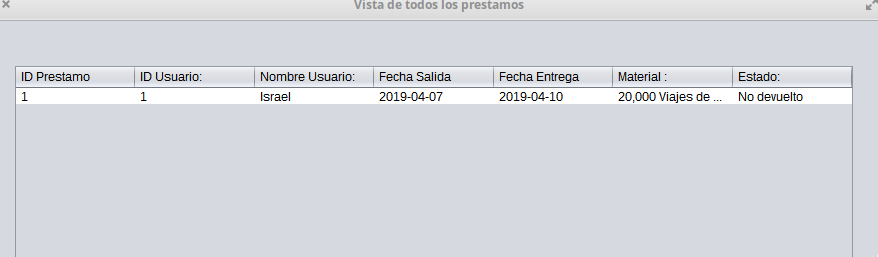 Vista de todos los prestamos
ID Prestamo ID Usuario: Nombre Usuario: Fecha Salida Fecha Entrega Material : Estado:
1 1 Israel 2019-04-07 2019-04-10 20,000 Viajes de ... No devuelto